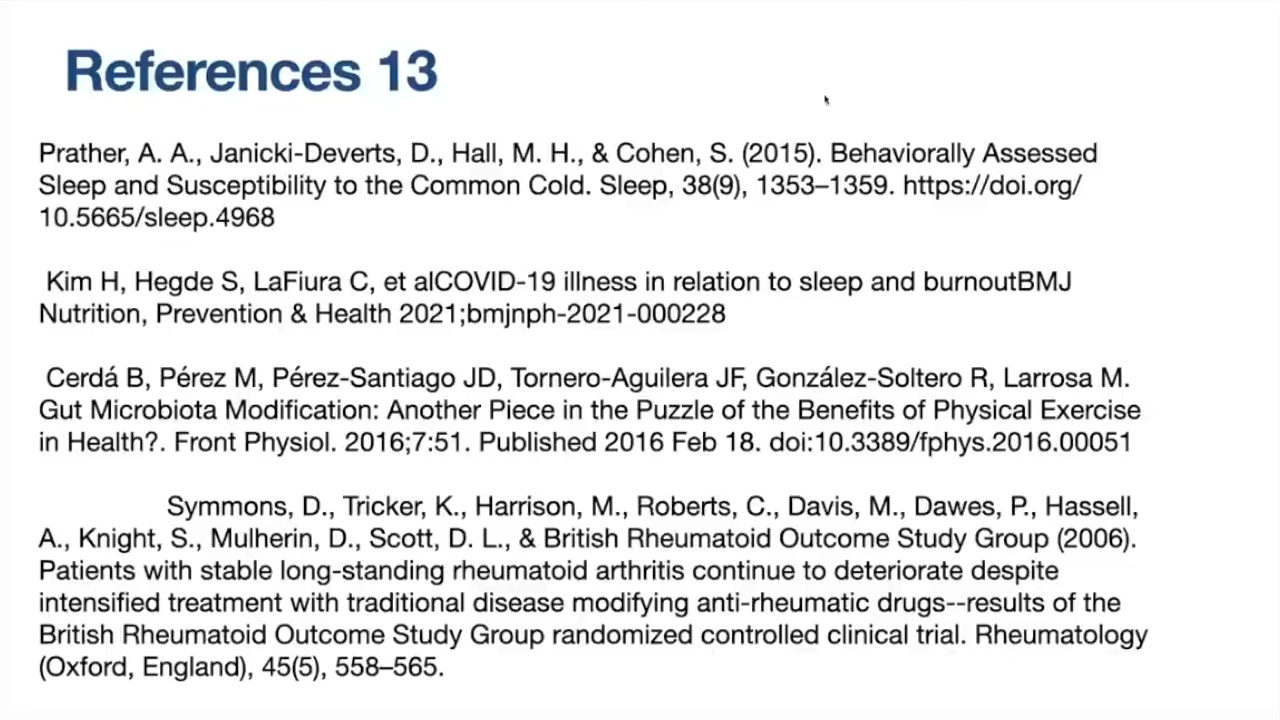 References 13
Prather, A. A., Janicki-Deverts, D., Hall, M. H., & Cohen, S. (2015). Behaviorally Assessed
Sleep and Susceptibility to the Common Cold. Sleep, 38(9), 1353–1359. https://doi.org/
10.5665/sleep.4968
Kim H, Hegde S, LaFiura C, et alCOVID-19 illness in relation to sleep and burnoutBMJ
Nutrition, Prevention & Health 2021;bmjnph-2021-000228
Cerdá B, Pérez M, Pérez-Santiago JD, Tornero-Aguilera JF, González-Soltero R, Larrosa M.
Gut Microbiota Modification: Another Piece in the Puzzle of the Benefits of Physical Exercise
in Health?. Front Physiol. 2016;7:51. Published 2016 Feb 18. doi:10.3389/fphys.2016.00051
Symmons, D., Tricker, K., Harrison, M., Roberts, C., Davis, M., Dawes, P., Hassell,
A., Knight, S., Mulherin, D., Scott, D. L., & British Rheumatoid Outcome Study Group (2006).
Patients with stable long-standing rheumatoid arthritis continue to deteriorate despite
intensified treatment with traditional disease modifying anti-rheumatic drugs--results of the
British Rheumatoid Outcome Study Group randomized controlled clinical trial. Rheumatology
(Oxford, England), 45(5), 558–565.